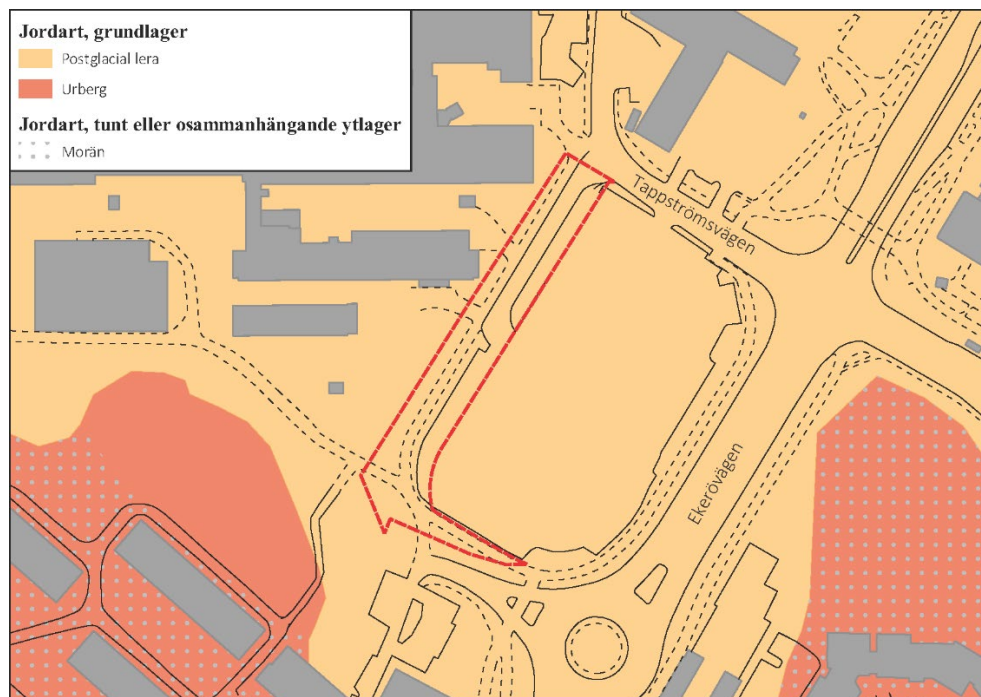 Jordart, grundlager
Postglacial lera
Urberg
Jordart, tunt eller osammanhängande ytlager
Morän
Tappströmsvägen
Ekerövägen